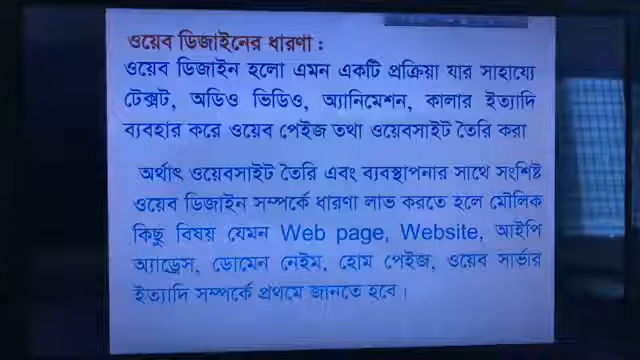 ওয়েব ডিজাইনের ধারণা :
ওয়েব ডিজাইন হলো এমন একটি প্রক্রিয়া যার সাহায্যে
টেক্সট, অডিও ভিডিও, অ্যানিমেশন, কালার ইত্যাদি
ব্যবহার করে ওয়েব পেইজ তথা ওয়েবসাইট তৈরি করা
অর্থাৎ ওয়েবসাইট তৈরি এবং ব্যবস্থাপনার সাথে সংশিষ্ট
ওয়েব ডিজাইন সম্পর্কে ধারণা লাভ করতে হলে মৌলিক
কিছু বিষয় যেমন Web page, Website, আইপি
অ্যাড্রেস, ডোমেন নেইম, হোম পেইজ, ওয়েব সার্ভার
ইত্যাদি সম্পর্কে প্রথমে জানতে হবে।